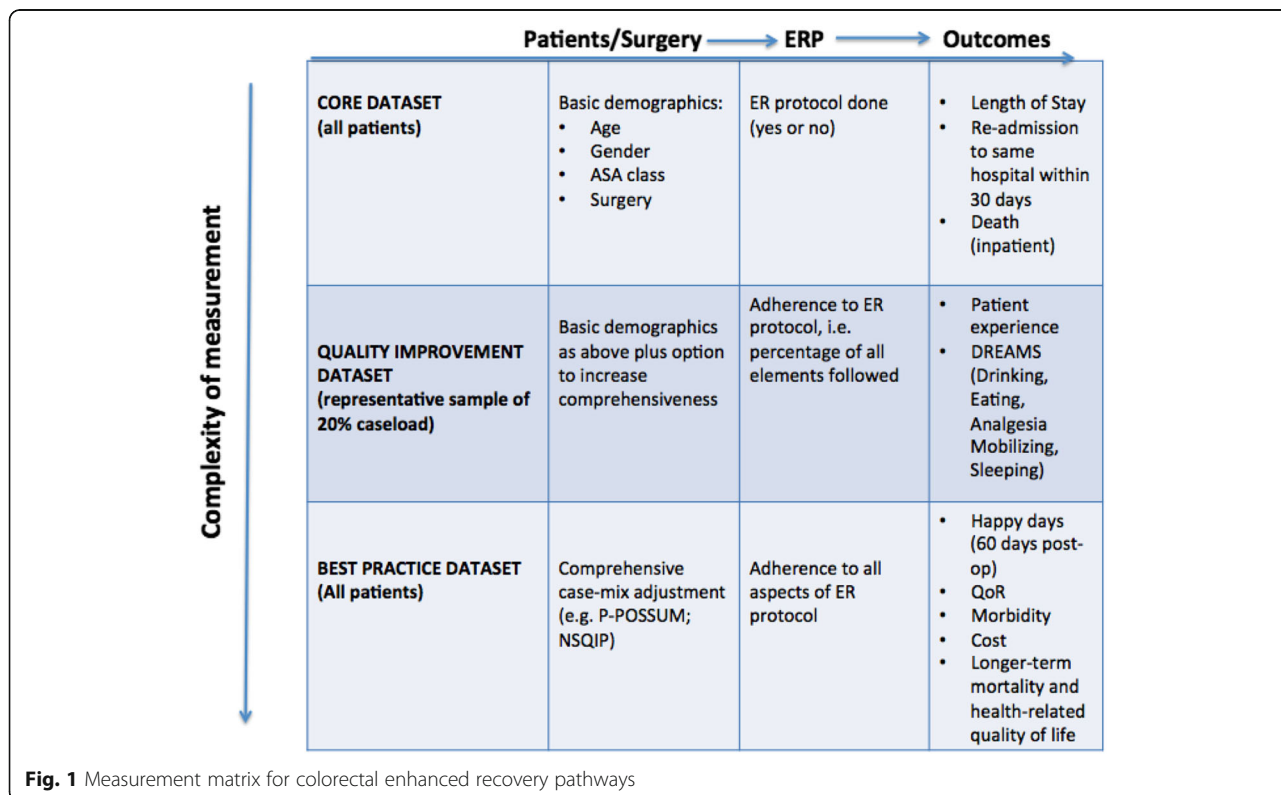 Patients/Surgery ERP Outcomes
Complexity of measurement
CORE DATASET
(all patients)
Basic demographics:
• Age
• Gender
• ASA class
• Surgery
ER protocol done
(yes or no)
• Length of Stay
• Re-admission
to same
hospital within
30 days
• Death
(inpatient)
QUALITY IMPROVEMENT
DATASET
(representative sample of
20% caseload)
Basic demographics
as above plus option
to increase
comprehensiveness
Adherence to ER
protocol, i.e.
percentage of all
elements followed
• Patient
experience
• DREAMS
(Drinking,
Eating,
Analgesia
Mobilizing,
Sleeping)
BEST PRACTICE DATASET
(All patients)
Comprehensive
case-mix adjustment
(e.g. P-POSSUM;
NSQIP)
Adherence to all
aspects of ER
protocol
• Happy days
(60 days post-
op)
• QoR
• Morbidity
• Cost
• Longer-term
mortality and
health-related
quality of life
Fig. 1 Measurement matrix for colorectal enhanced recovery pathways